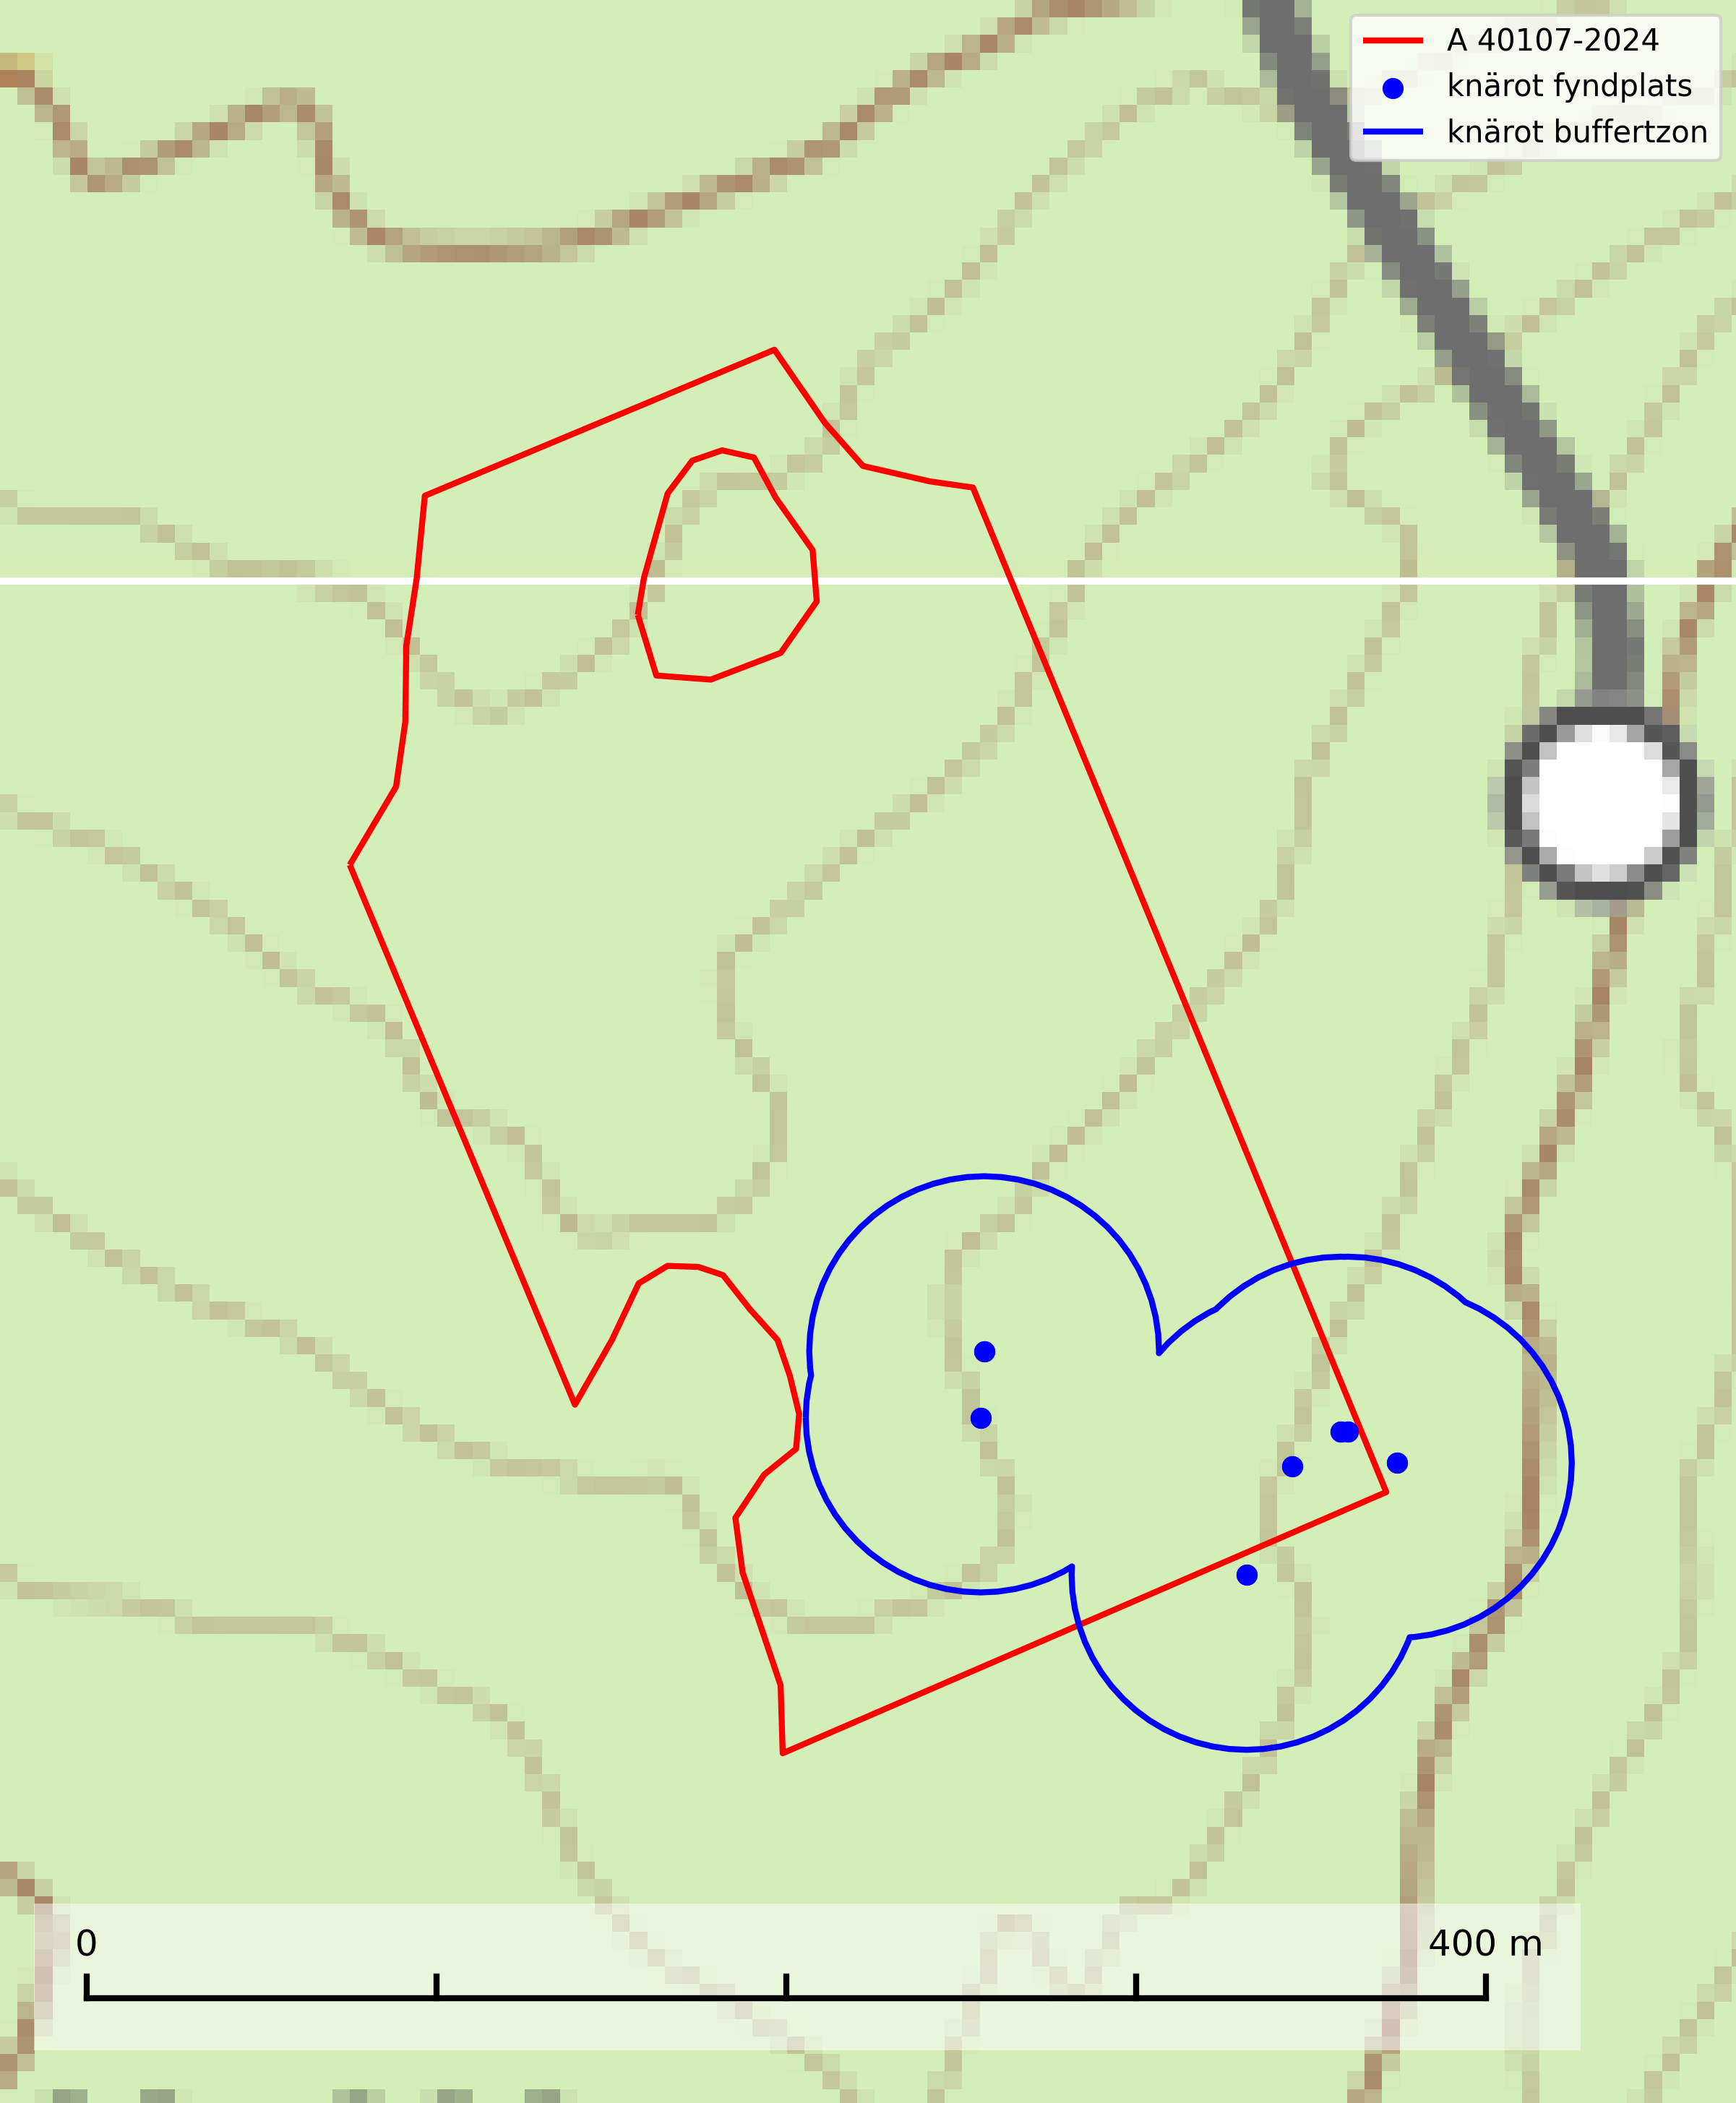 A 40107-2024
knärot fyndplats
knärot buffertzon
0
400 m